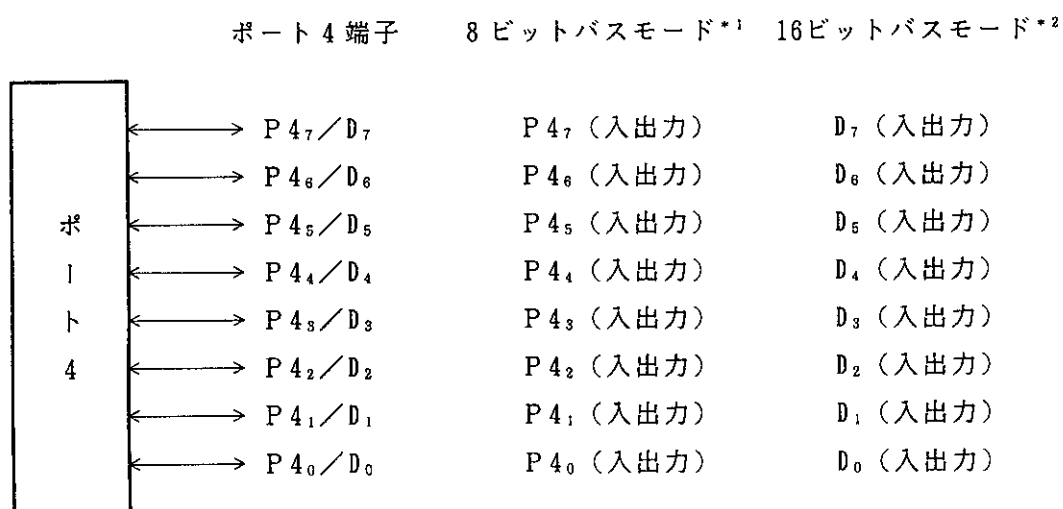 ポート4端子 8ビットバスモード*1 16ビットバスモード*2
P4₇／D₇ P4₇（入出力） D₇（入出力）
P4₆／D₆ P4₆（入出力） D₆（入出力）
P4₅／D₅ P4₅（入出力） D₅（入出力）
P4₄／D₄ P4₄（入出力） D₄（入出力）
P4₃／D₃ P4₃（入出力） D₃（入出力）
P4₂／D₂ P4₂（入出力） D₂（入出力）
P4₁／D₁ P4₁（入出力） D₁（入出力）
P4₀／D₀ P4₀（入出力） D₀（入出力）
ポート4